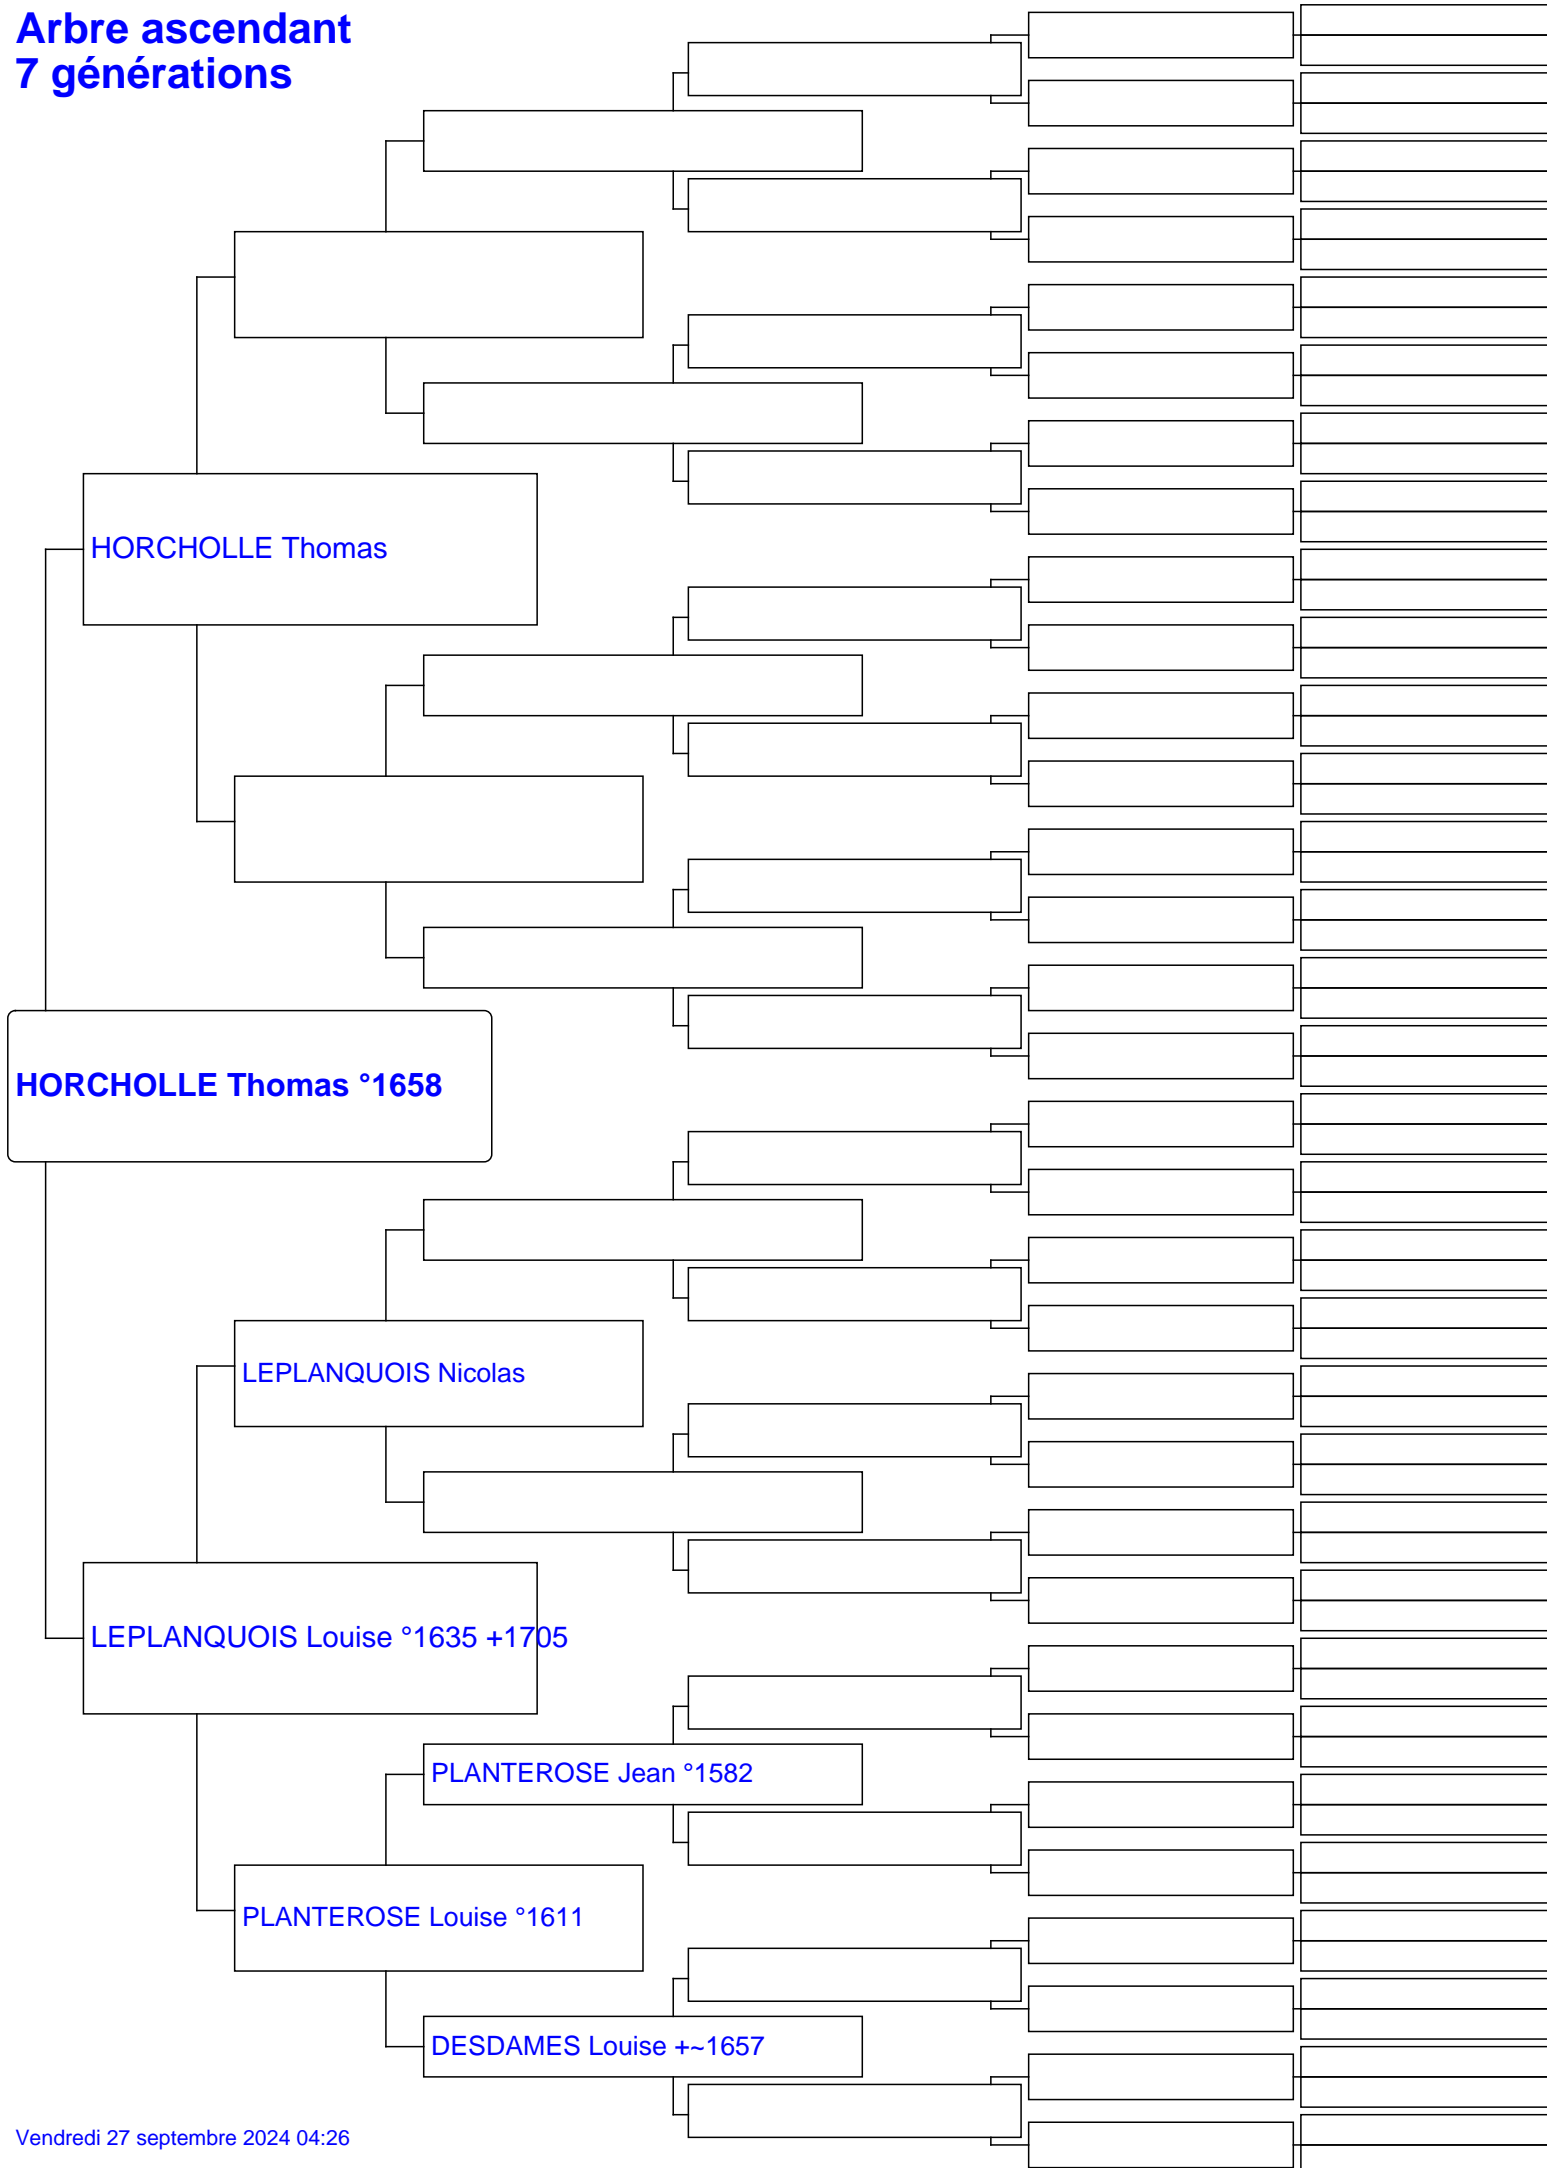 Arbre ascendant
7 générations
HORCHOLLE Thomas
HORCHOLLE Thomas °1658
LEPLANQUOIS Nicolas
LEPLANQUOIS Louise °1635 +1705
PLANTEROSE Jean °1582
PLANTEROSE Louise °1611
DESDAMES Louise +~1657
Vendredi 27 septembre 2024 04:26